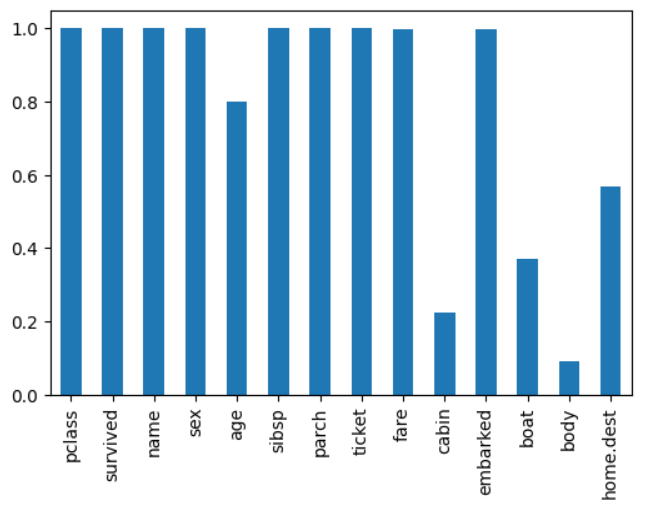 1.0
0.8
0.6
0.4
0.2
0.0
pclass
survived
name
sex
age
sibsp
parch
ticket
fare
cabin
embarked
boat
body
home.dest